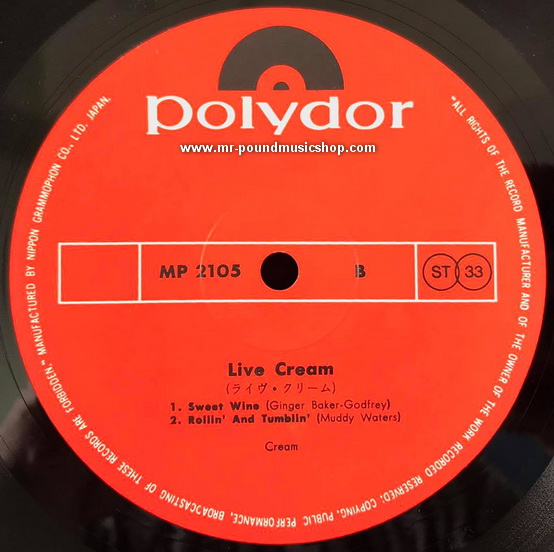 polydor
www.mr-poundmusicshop.com
MP 2105
B
ST 33
Live Cream
(ライヴ・クリーム)
1. Sweet Wine (Ginger Baker-Godfrey)
2. Rollin' And Tumblin' (Muddy Waters)
Cream
"ALL RIGHTS OF THE RECORD MANUFACTURER AND OF THE OWNER OF THE WORK RECORDED RESERVED; COPYING, PUBLIC PERFORMANCE, BROADCASTING OF THESE RECORDS ARE FORBIDDEN." MANUFACTURED BY NIPPON GRAMMOPHON CO., LTD. JAPAN.